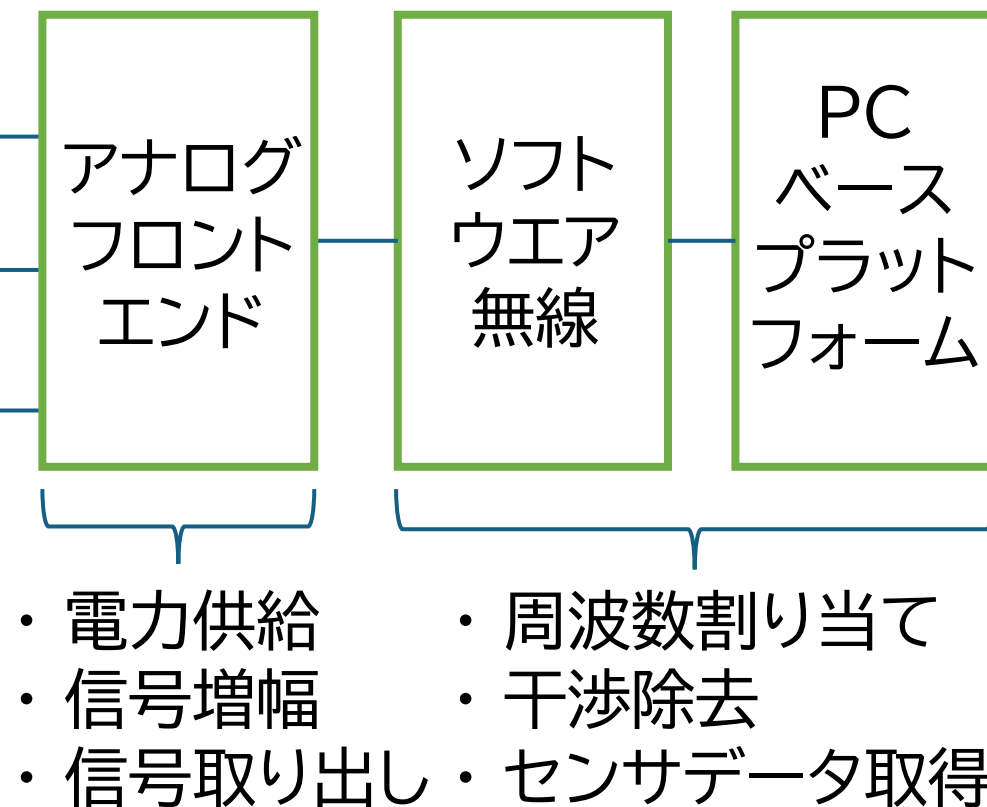 アナログ
フロント
エンド
ソフト
ウエア
無線
PC
ベース
プラット
フォーム
・電力供給
・信号増幅
・信号取り出し
・周波数割り当て
・干渉除去
・センサデータ取得